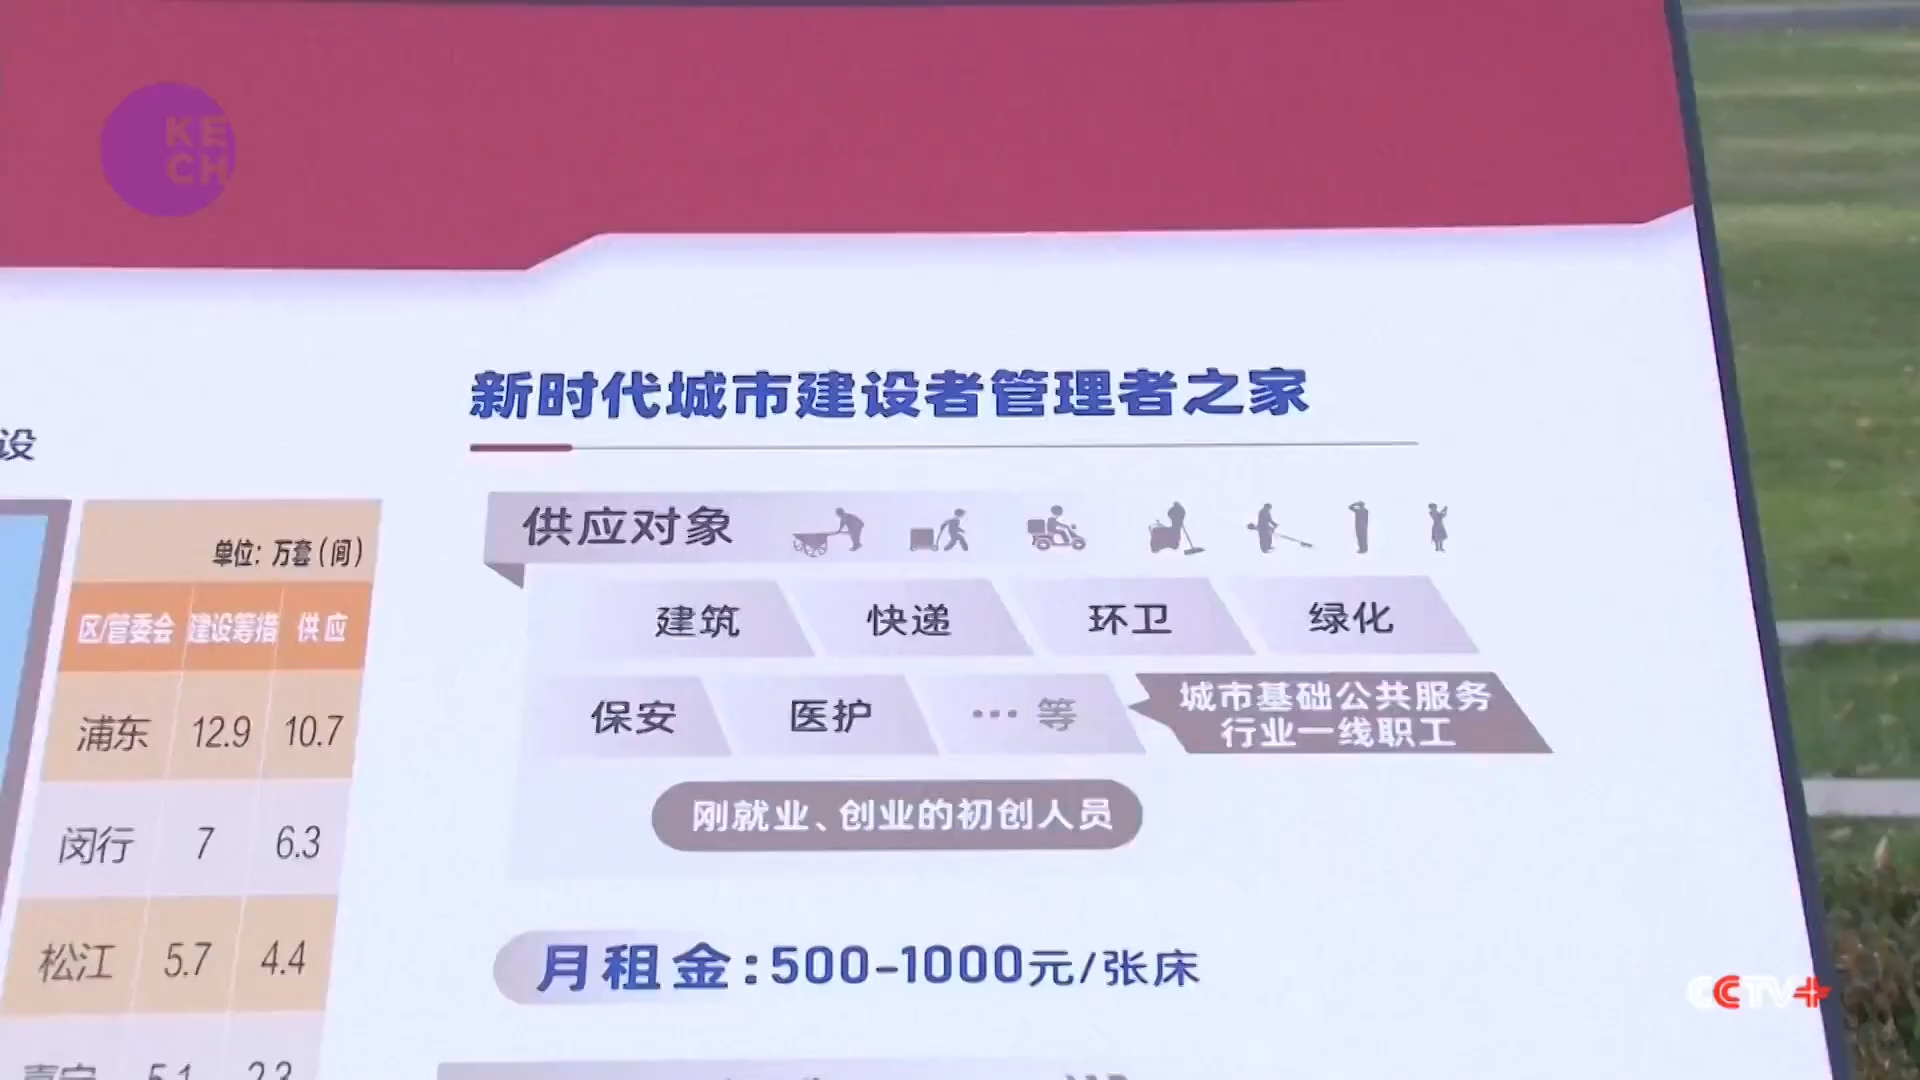 KE
CH
新时代城市建设者管理者之家
设
供应对象
单位：万套（间）
区/管委会 建设筹措 供应
建筑 快递 环卫 绿化
浦东 12.9 10.7
保安 医护 … 等
城市基础公共服务
行业一线职工
闵行 7 6.3
刚就业、创业的初创人员
松江 5.7 4.4
月租金：500-1000元/张床
5.1 2.3
CCTV+